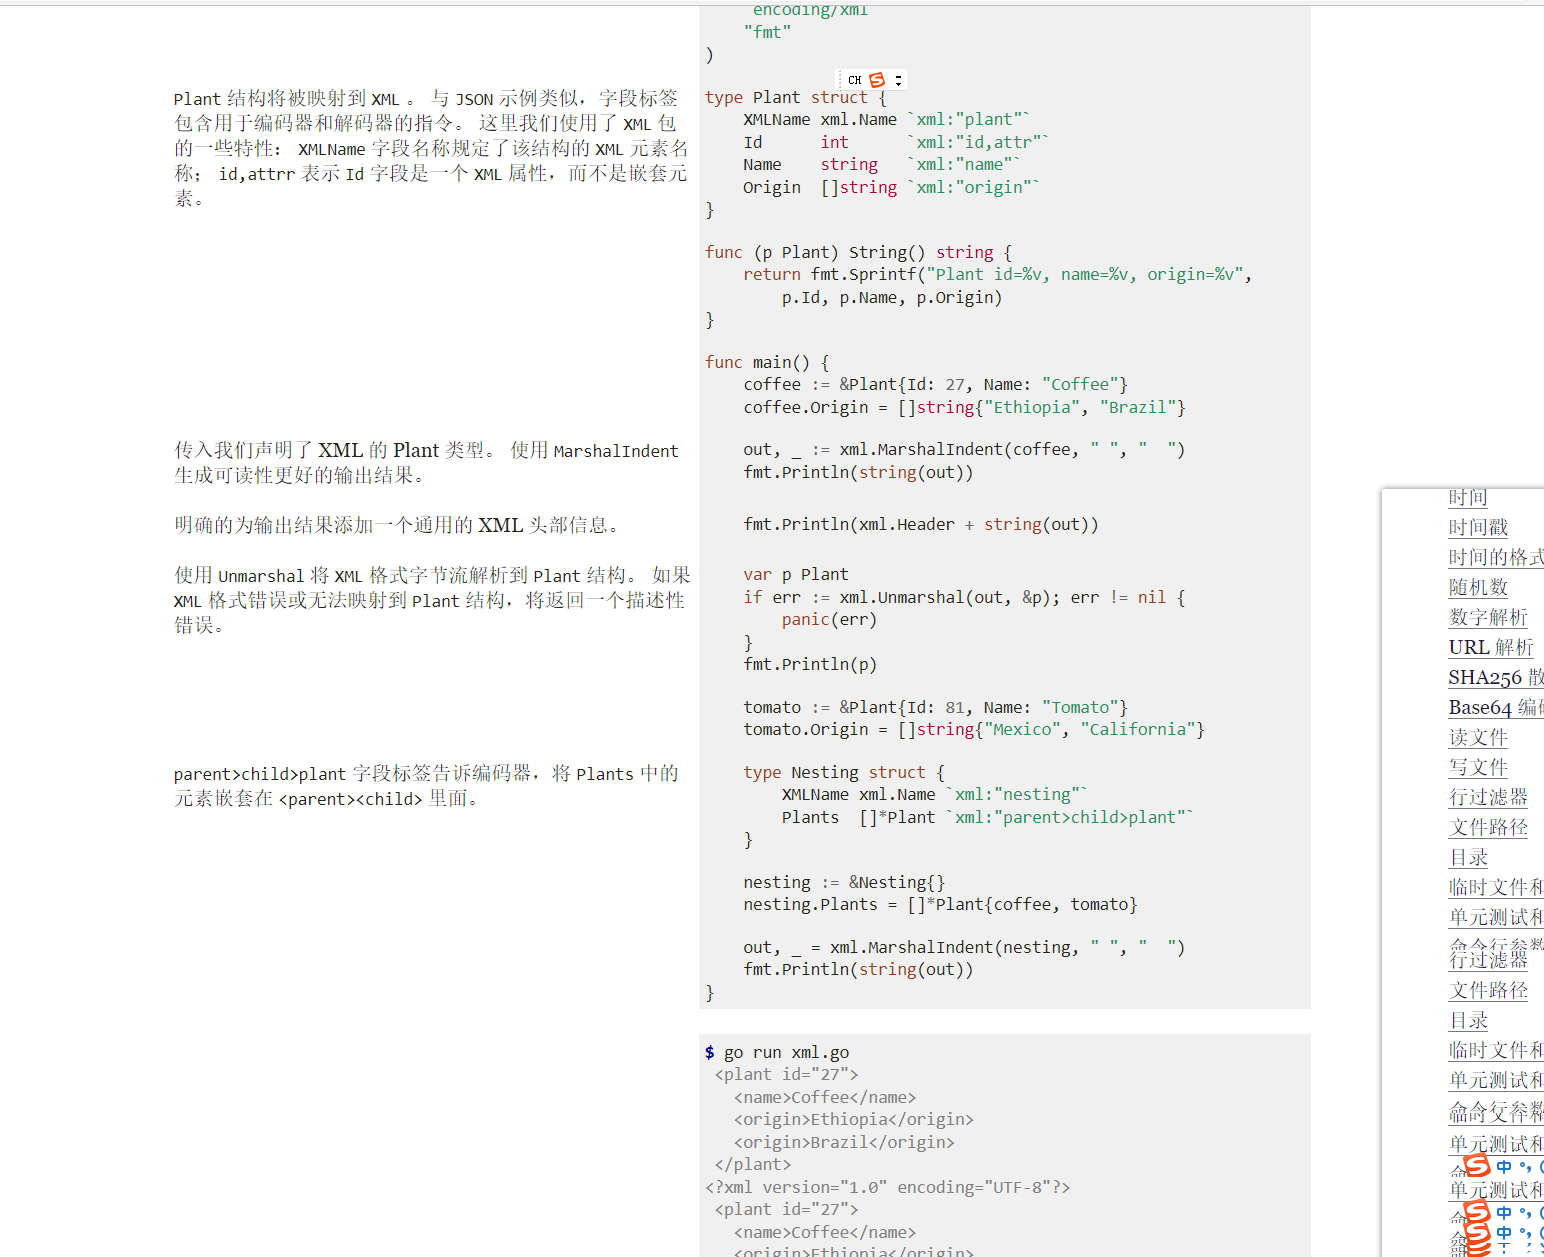 encoding/xml
"fmt"
)
CH
Plant 结构将被映射到 XML 。 与 JSON 示例类似，字段标签
包含用于编码器和解码器的指令。 这里我们使用了 XML 包
的一些特性： XMLName 字段名称规定了该结构的 XML 元素名
称； id,attrr 表示 Id 字段是一个 XML 属性，而不是嵌套元
素。
type Plant struct {
    XMLName xml.Name `xml:"plant"`
    Id      int      `xml:"id,attr"`
    Name    string   `xml:"name"`
    Origin  []string `xml:"origin"`
}
func (p Plant) String() string {
    return fmt.Sprintf("Plant id=%v, name=%v, origin=%v",
        p.Id, p.Name, p.Origin)
}
func main() {
    coffee := &Plant{Id: 27, Name: "Coffee"}
    coffee.Origin = []string{"Ethiopia", "Brazil"}
传入我们声明了 XML 的 Plant 类型。 使用 MarshalIndent
生成可读性更好的输出结果。
    out, _ := xml.MarshalIndent(coffee, " ", "  ")
    fmt.Println(string(out))
明确的为输出结果添加一个通用的 XML 头部信息。
    fmt.Println(xml.Header + string(out))
使用 Unmarshal 将 XML 格式字节流解析到 Plant 结构。 如果
XML 格式错误或无法映射到 Plant 结构，将返回一个描述性
错误。
    var p Plant
    if err := xml.Unmarshal(out, &p); err != nil {
        panic(err)
    }
    fmt.Println(p)
    tomato := &Plant{Id: 81, Name: "Tomato"}
    tomato.Origin = []string{"Mexico", "California"}
parent>child>plant 字段标签告诉编码器，将 Plants 中的
元素嵌套在 <parent><child> 里面。
    type Nesting struct {
        XMLName xml.Name `xml:"nesting"`
        Plants  []*Plant `xml:"parent>child>plant"`
    }
    nesting := &Nesting{}
    nesting.Plants = []*Plant{coffee, tomato}
    out, _ = xml.MarshalIndent(nesting, " ", "  ")
    fmt.Println(string(out))
}
$ go run xml.go
 <plant id="27">
   <name>Coffee</name>
   <origin>Ethiopia</origin>
   <origin>Brazil</origin>
 </plant>
<?xml version="1.0" encoding="UTF-8"?>
 <plant id="27">
   <name>Coffee</name>
   <origin>Ethiopia</origin>
时间
时间戳
时间的格式
随机数
数字解析
URL 解析
SHA256 散
Base64 编码
读文件
写文件
行过滤器
文件路径
目录
临时文件和
单元测试和
命令行参数
行过滤器
文件路径
目录
临时文件和
单元测试和
单元测试和
中
单元测试和
中
中